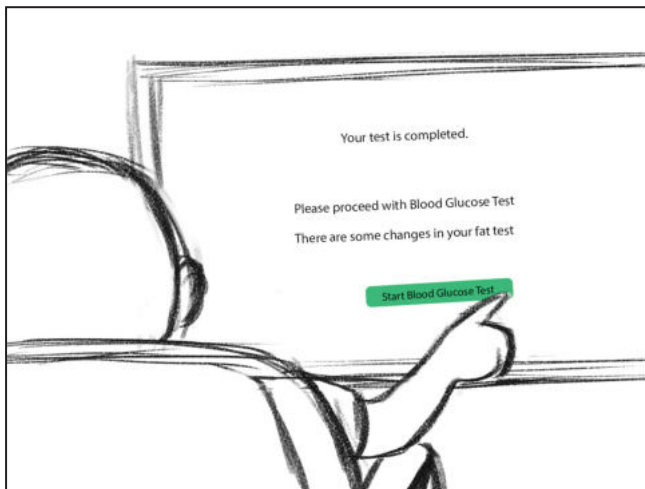 Your test is completed.
Please proceed with Blood Glucose Test
There are some changes in your fat test
Start Blood Glucose Test